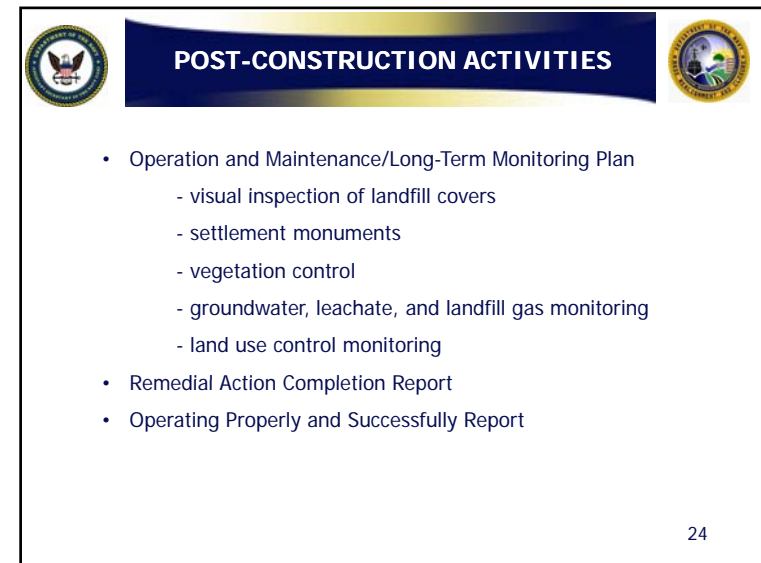 POST-CONSTRUCTION ACTIVITIES
• Operation and Maintenance/Long-Term Monitoring Plan
- visual inspection of landfill covers
- settlement monuments
- vegetation control
- groundwater, leachate, and landfill gas monitoring
- land use control monitoring
• Remedial Action Completion Report
• Operating Properly and Successfully Report
24